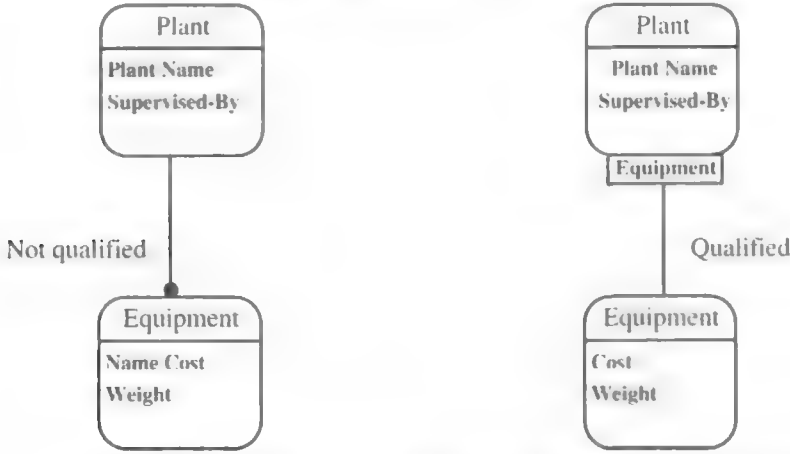 Plant
Plant Name
Supervised-By
Not qualified
Equipment
Name Cost
Weight
Plant
Plant Name
Supervised-By
Equipment
Qualified
Equipment
Cost
Weight